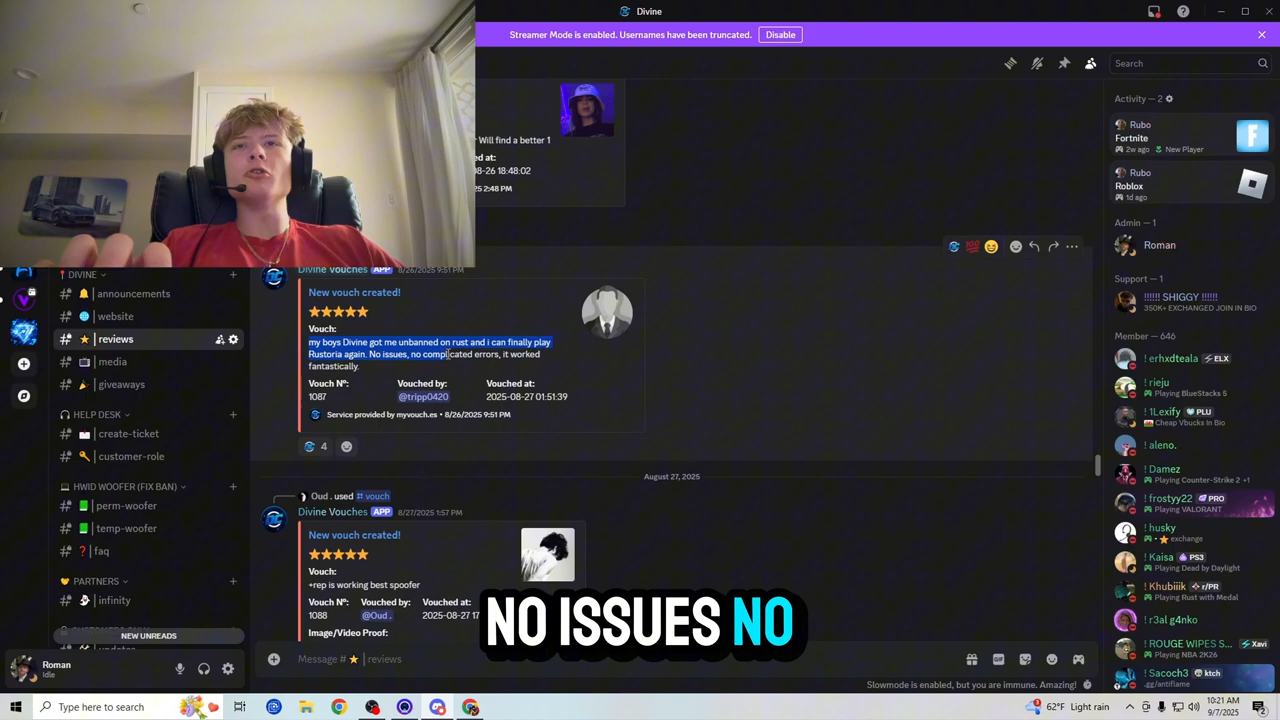 Divine
Streamer Mode is enabled. Usernames have been truncated.
Disable
Search
r Will find a better 1
ed at:
8-26 18:48:02
25 2:48 PM
Activity — 2
Rubo
Fortnite
2w ago
New Player
Rubo
Roblox
1d ago
Admin — 1
Roman
Support — 1
!!!!!! SHIGGY !!!!!!
350K+ EXCHANGED JOIN IN BIO
Member — 646
! erhxdteala
ELX
! rieju
Playing BlueStacks 5
! 1Lexify
PLU
Cheap Vbucks In Bio
! aleno.
! Damez
Playing Counter-Strike 2 +1
! frostyy22
PRO
Playing VALORANT
! husky
• exchange
! Kaisa
PS3
Playing Dead by Daylight
! Khubiiik
r/PR
Playing Rust with Medal
! r3al g4nko
! ROUGE WIPES S...
Xavi
Playing NBA 2K26
! Sacoch3
ktch
.gg/antiflame
DIVINE
announcements
website
reviews
media
giveaways
HELP DESK
create-ticket
customer-role
HWID WOOFER (FIX BAN)
perm-woofer
temp-woofer
faq
PARTNERS
infinity
NEW UNREADS
Roman
Idle
Divine Vouches APP 8/26/2025 9:51 PM
New vouch created!
Vouch:
my boys Divine got me unbanned on rust and i can finally play
Rustoria again. No issues, no complicated errors, it worked
fantastically.
Vouch Nº:
Vouched by:
Vouched at:
1087
@tripp0420
2025-08-27 01:51:39
Service provided by myvouch.es • 8/26/2025 9:51 PM
4
August 27, 2025
Oud . used vouch
Divine Vouches APP 8/27/2025 1:57 PM
New vouch created!
Vouch:
+rep is working best spoofer
Vouch Nº:
Vouched by:
Vouched at:
1088
@Oud .
2025-08-27 17
Image/Video Proof:
NO ISSUES NO
Message # | reviews
GIF
Slowmode is enabled, but you are immune. Amazing!
Type here to search
62°F Light rain
10:21 AM
9/7/2025